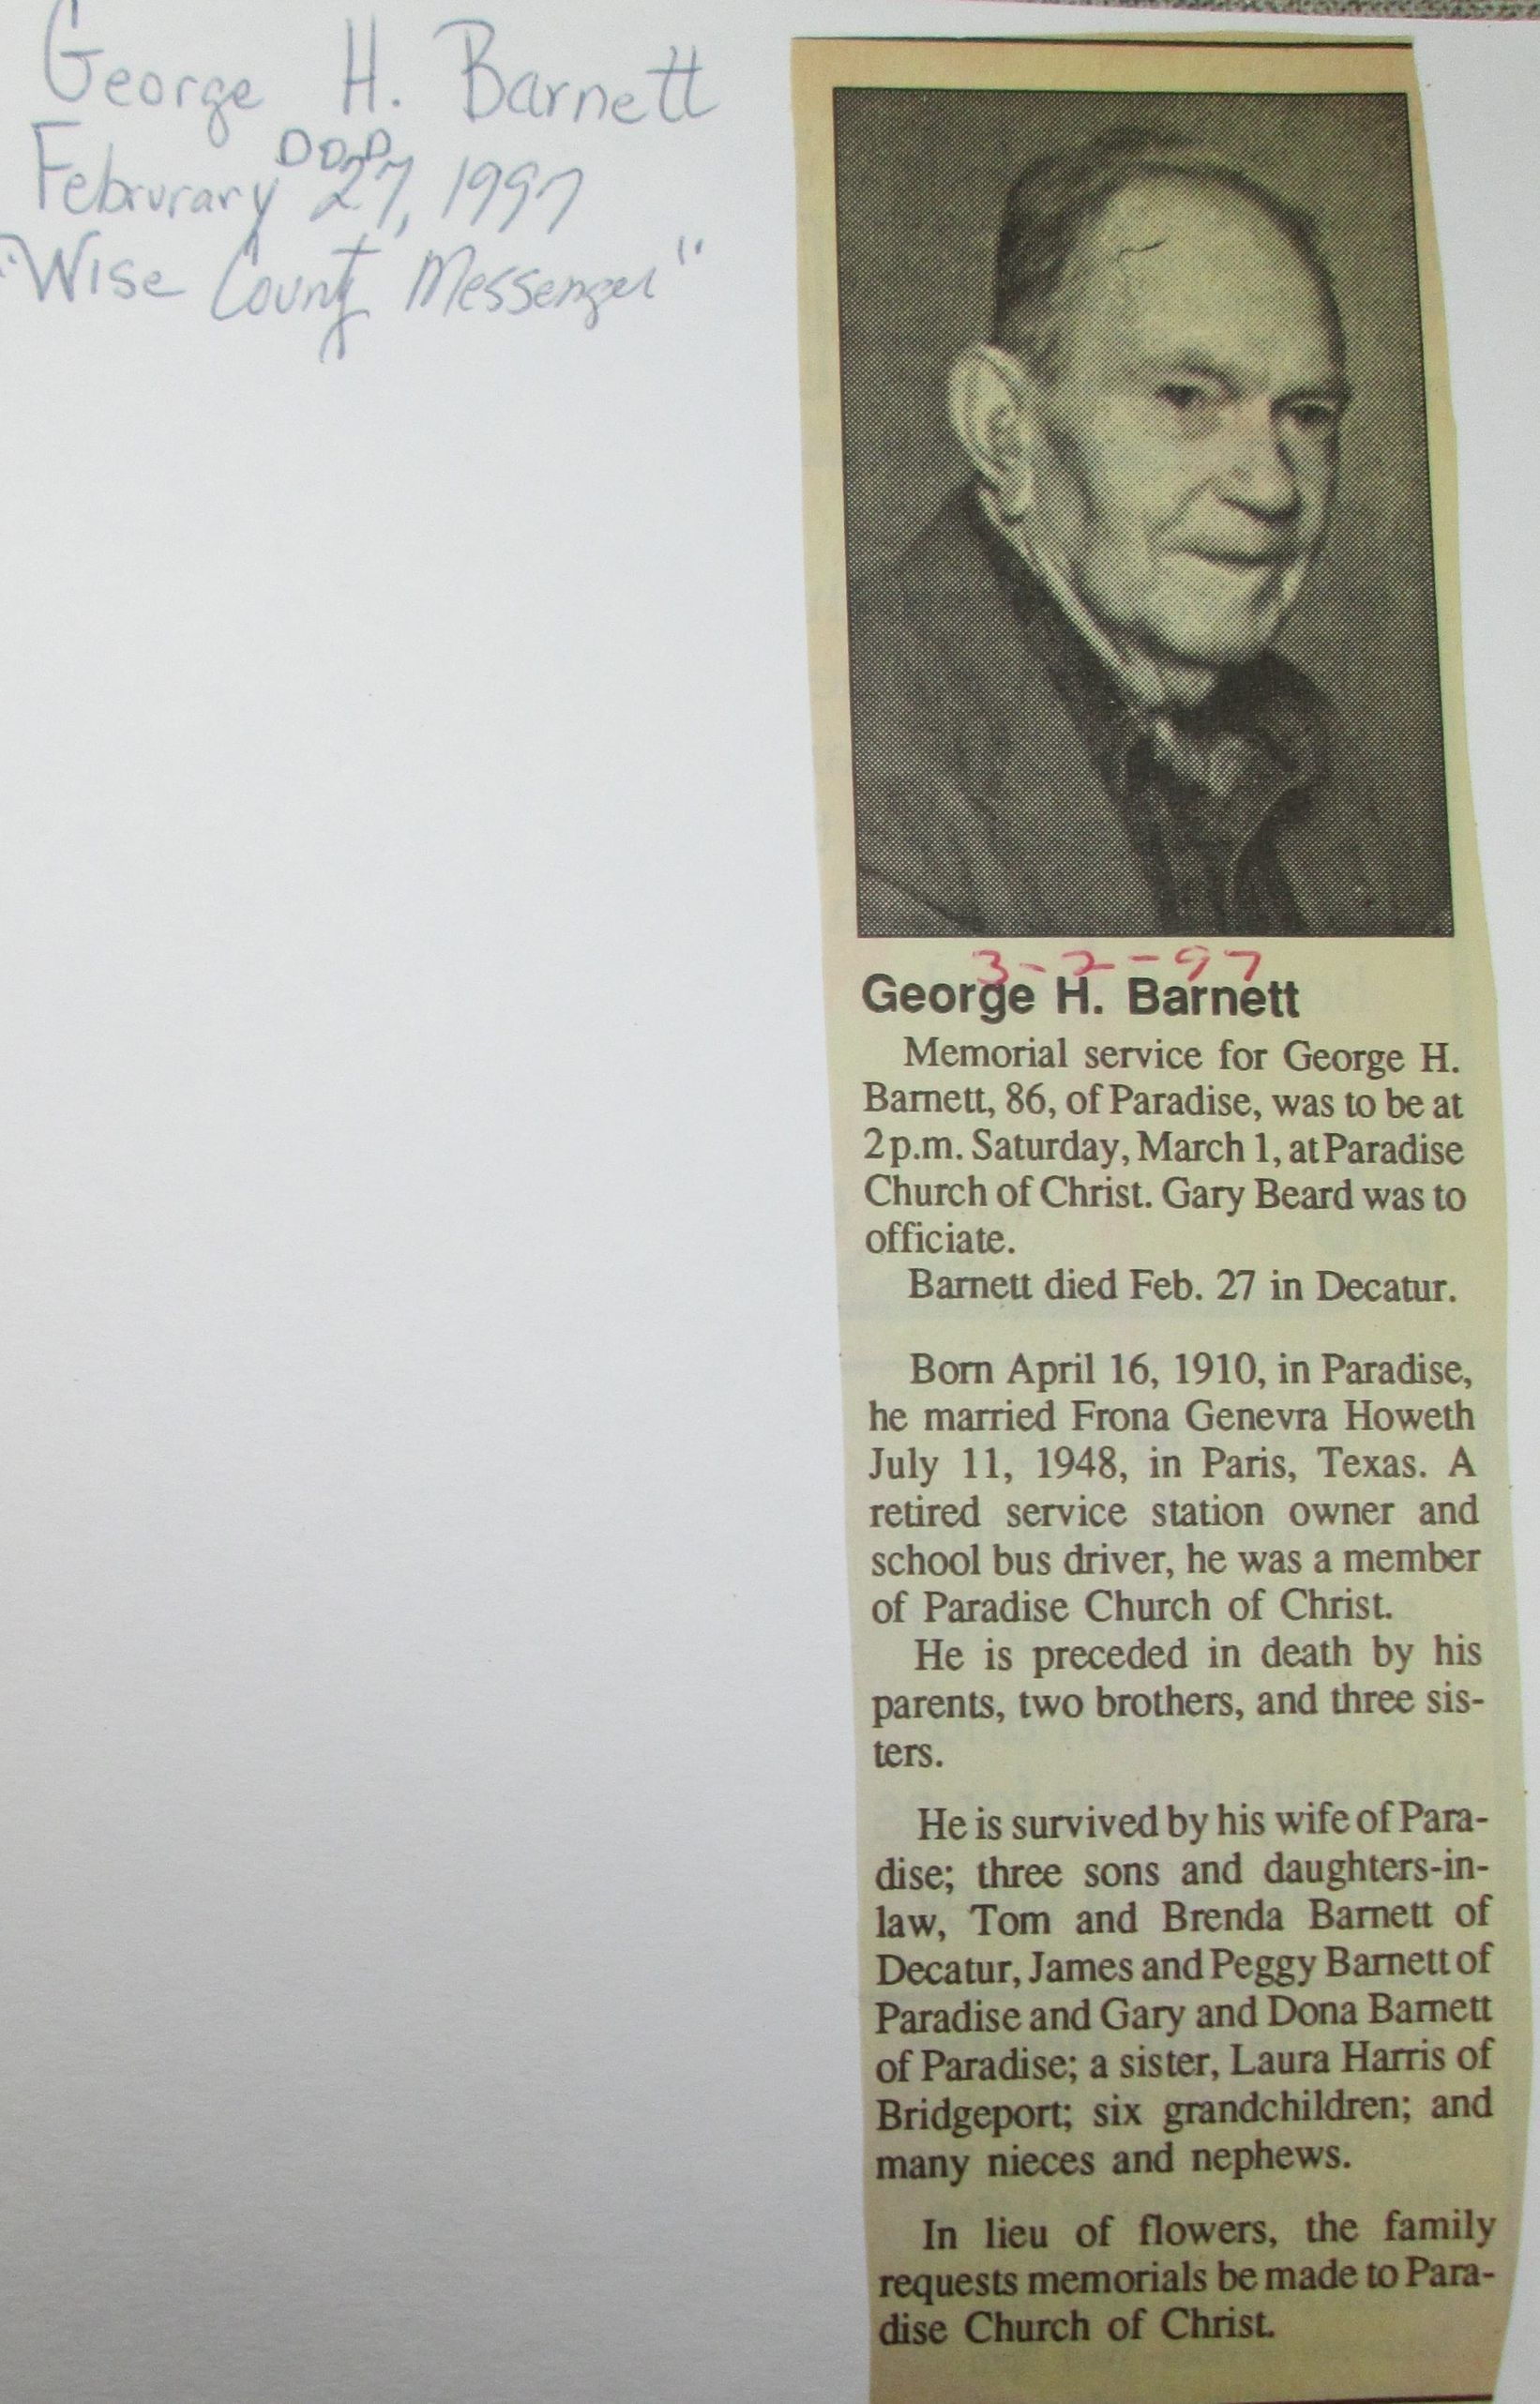 George H. Barnett
DOD
Februrary 27, 1997
"Wise County Messenger"
3-2-97
George H. Barnett
Memorial service for George H.
Barnett, 86, of Paradise, was to be at
2 p.m. Saturday, March 1, at Paradise
Church of Christ. Gary Beard was to
officiate.
Barnett died Feb. 27 in Decatur.
Born April 16, 1910, in Paradise,
he married Frona Genevra Howeth
July 11, 1948, in Paris, Texas. A
retired service station owner and
school bus driver, he was a member
of Paradise Church of Christ.
He is preceded in death by his
parents, two brothers, and three sis-
ters.
He is survived by his wife of Para-
dise; three sons and daughters-in-
law, Tom and Brenda Barnett of
Decatur, James and Peggy Barnett of
Paradise and Gary and Dona Barnett
of Paradise; a sister, Laura Harris of
Bridgeport; six grandchildren; and
many nieces and nephews.
In lieu of flowers, the family
requests memorials be made to Para-
dise Church of Christ.